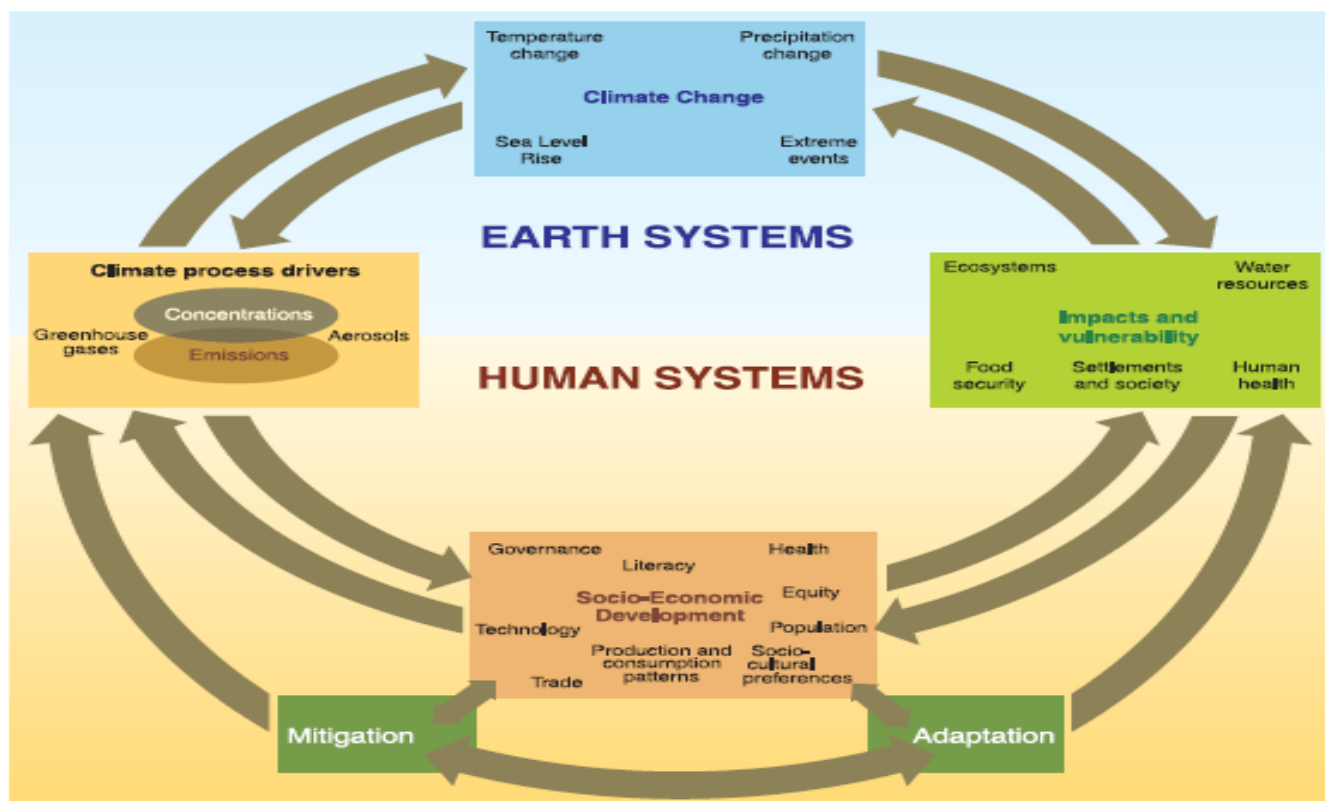 Temperature
change
Precipitation
change
Climate Change
Sea Level
Rise
Extreme
events
EARTH SYSTEMS
Climate process drivers
Concentrations
Greenhouse
gases
Aerosols
Emissions
Ecosystems
Water
resources
Impacts and
vulnerability
Food
security
Settlements
and society
Human
health
HUMAN SYSTEMS
Governance
Literacy
Health
Socio-Economic
Development
Equity
Technology
Population
Production and
consumption
patterns
Socio-
cultural
preferences
Trade
Mitigation
Adaptation